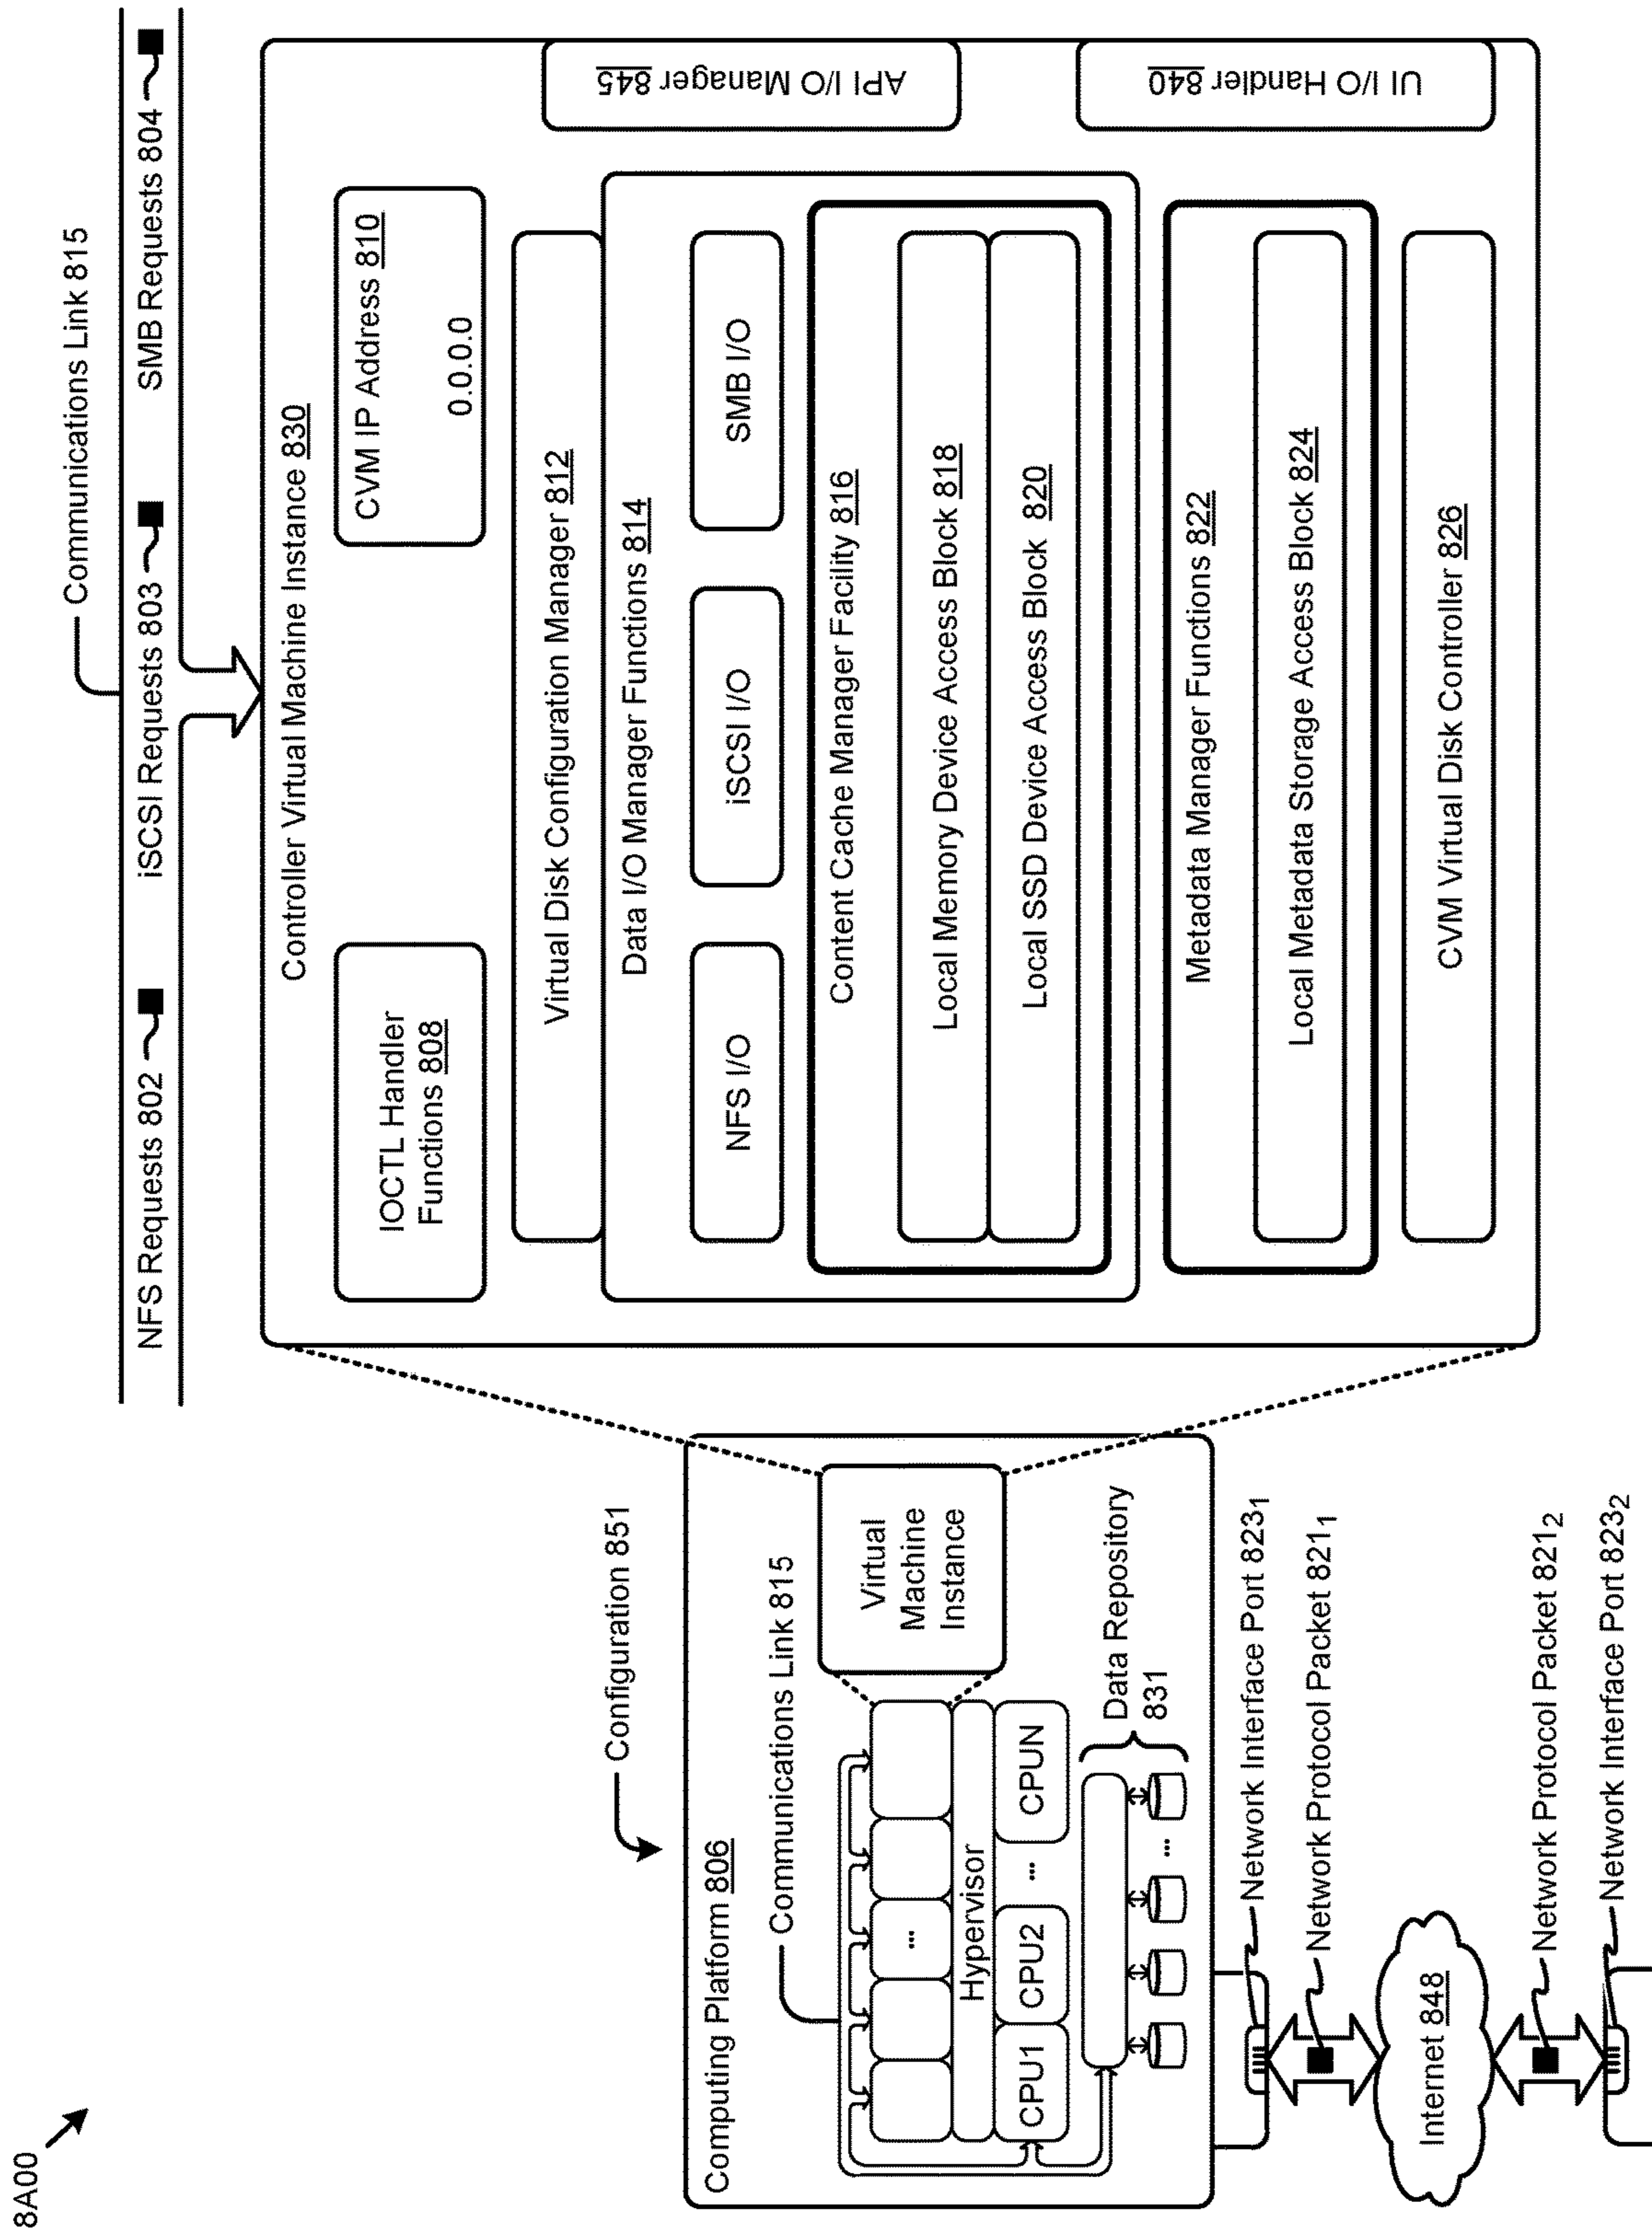 8A00
Communications Link 815
NFS Requests 802
iSCSI Requests 803
SMB Requests 804
Configuration 851
Computing Platform 806
Communications Link 815
...
Hypervisor
CPU1
CPU2
...
CPUN
Virtual
Machine
Instance
Data Repository
831
...
Network Interface Port 823₁
Network Protocol Packet 821₁
Internet 848
Network Protocol Packet 821₂
Network Interface Port 823₂
Controller Virtual Machine Instance 830
IOCTL Handler
Functions 808
CVM IP Address 810
0.0.0.0
Virtual Disk Configuration Manager 812
Data I/O Manager Functions 814
NFS I/O
iSCSI I/O
SMB I/O
Content Cache Manager Facility 816
Local Memory Device Access Block 818
Local SSD Device Access Block 820
Metadata Manager Functions 822
Local Metadata Storage Access Block 824
CVM Virtual Disk Controller 826
API I/O Manager 845
UI I/O Handler 840